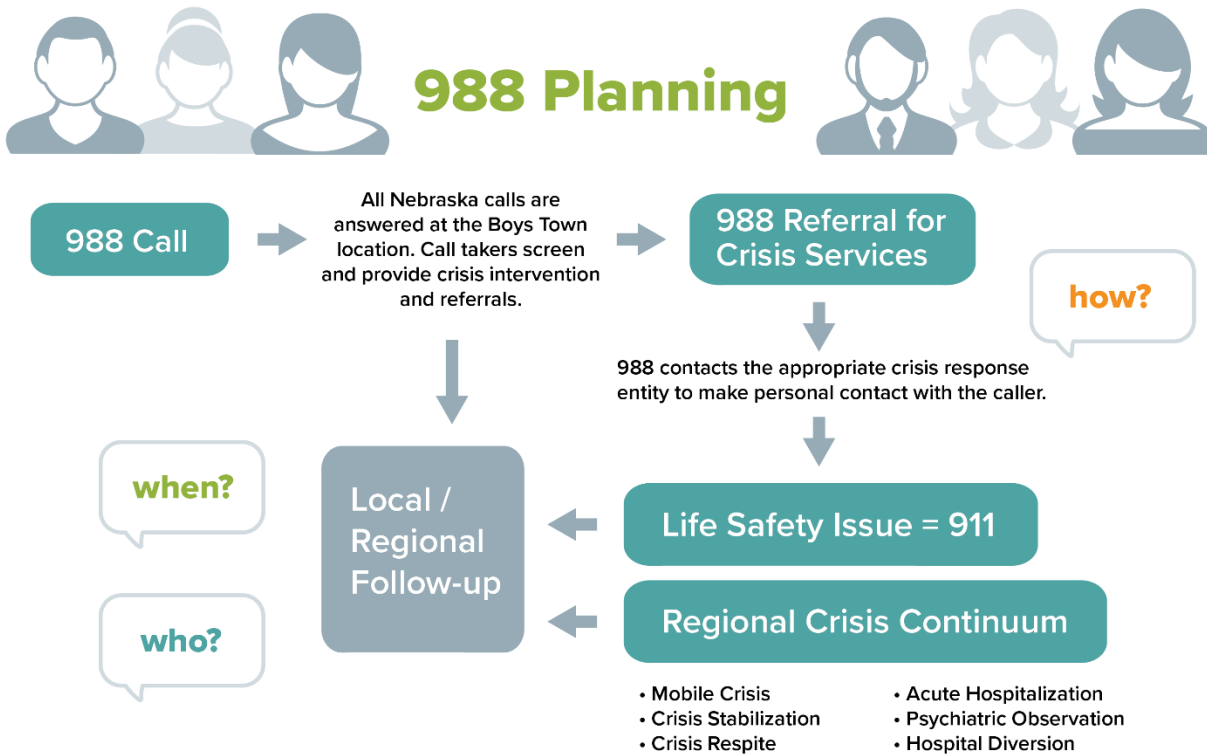 988 Planning
988 Call
All Nebraska calls are
answered at the Boys Town
location. Call takers screen
and provide crisis intervention
and referrals.
988 Referral for
Crisis Services
how?
988 contacts the appropriate crisis response
entity to make personal contact with the caller.
when?
who?
Local /
Regional
Follow-up
Life Safety Issue = 911
Regional Crisis Continuum
• Mobile Crisis
• Crisis Stabilization
• Crisis Respite
• Acute Hospitalization
• Psychiatric Observation
• Hospital Diversion